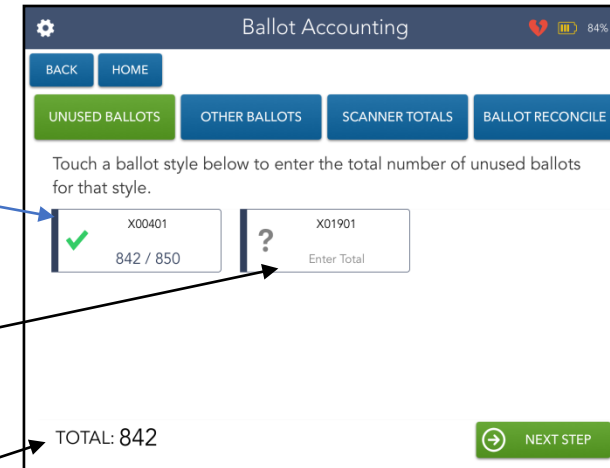 Ballot Accounting
84%
BACK HOME
UNUSED BALLOTS OTHER BALLOTS SCANNER TOTALS BALLOT RECONCILE
Touch a ballot style below to enter the total number of unused ballots
for that style.
X00401 X01901
842 / 850 ? Enter Total
TOTAL: 842 NEXT STEP